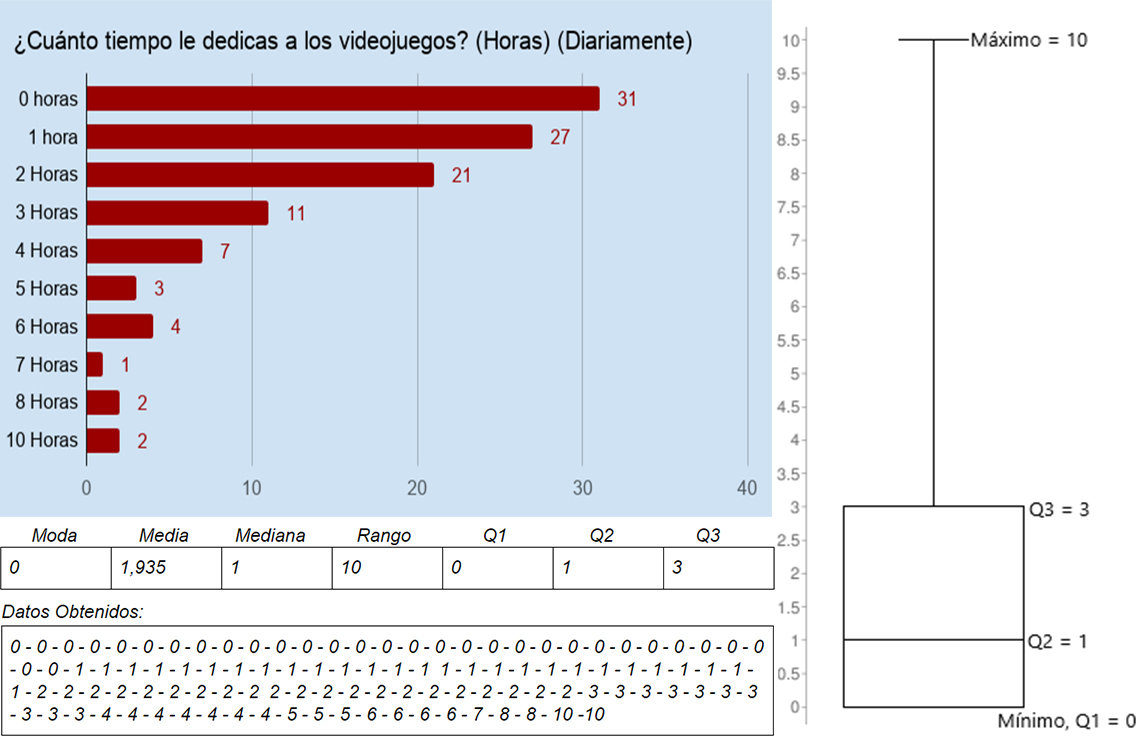 ¿Cuánto tiempo le dedicas a los videojuegos? (Horas) (Diariamente)
0 horas 31
1 hora 27
2 Horas 21
3 Horas 11
4 Horas 7
5 Horas 3
6 Horas 4
7 Horas 1
8 Horas 2
10 Horas 2
0 10 20 30 40
Moda Media Mediana Rango Q1 Q2 Q3
0 1,935 1 10 0 1 3
Datos Obtenidos:
0 - 0 - 0 - 0 - 0 - 0 - 0 - 0 - 0 - 0 - 0 - 0 - 0 - 0 - 0 - 0 - 0 - 0 - 0 - 0 - 0 - 0 - 0 - 0 - 0 - 0 - 0 - 0 - 0
- 0 - 0 - 1 - 1 - 1 - 1 - 1 - 1 - 1 - 1 - 1 - 1 - 1 - 1 - 1 - 1 1 - 1 - 1 - 1 - 1 - 1 - 1 - 1 - 1 - 1 - 1 - 1 -
1 - 2 - 2 - 2 - 2 - 2 - 2 - 2 - 2 - 2 2 - 2 - 2 - 2 - 2 - 2 - 2 - 2 - 2 - 2 - 2 - 2 - 3 - 3 - 3 - 3 - 3 - 3 - 3
- 3 - 3 - 3 - 4 - 4 - 4 - 4 - 4 - 4 - 4 - 5 - 5 - 5 - 6 - 6 - 6 - 6 - 7 - 8 - 8 - 10 -10
10
9.5
9
8.5
8
7.5
7
6.5
6
5.5
5
4.5
4
3.5
3
2.5
2
1.5
1
0.5
0
Máximo = 10
Q3 = 3
Q2 = 1
Mínimo, Q1 = 0